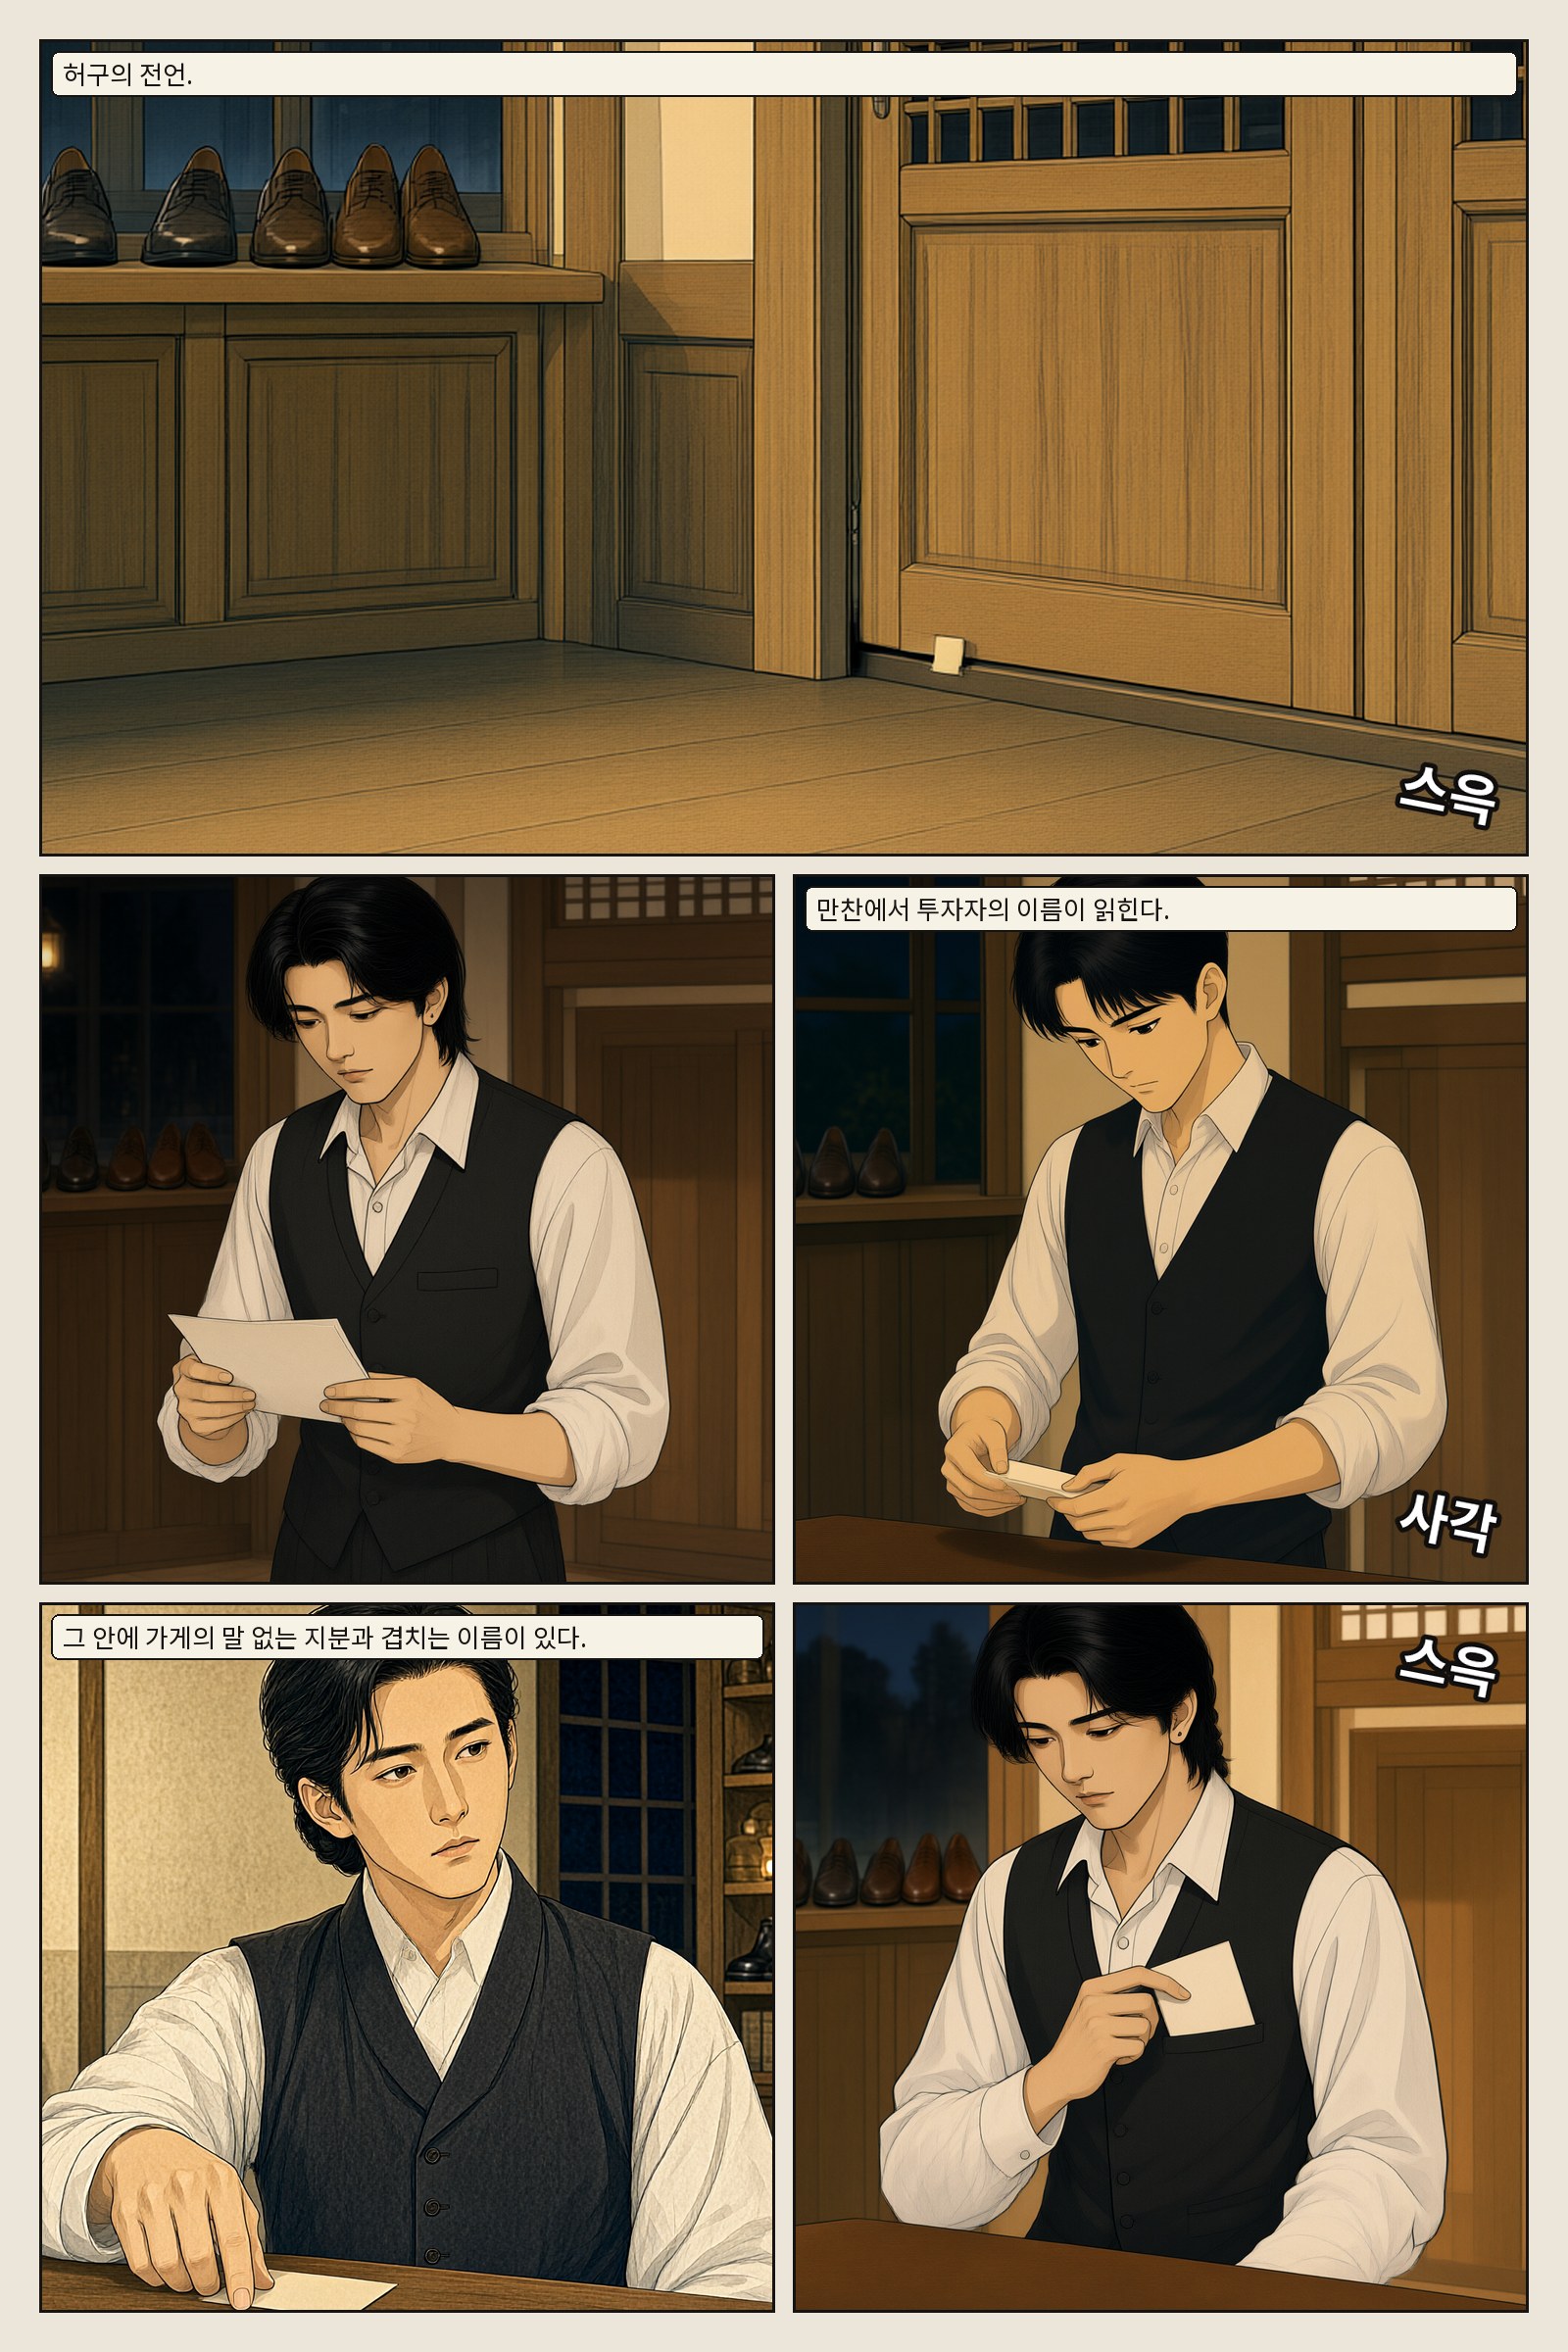 허구의 전언.
스윽
만찬에서 투자자의 이름이 읽힌다.
사각
그 안에 가게의 말 없는 지분과 겹치는 이름이 있다.
스윽